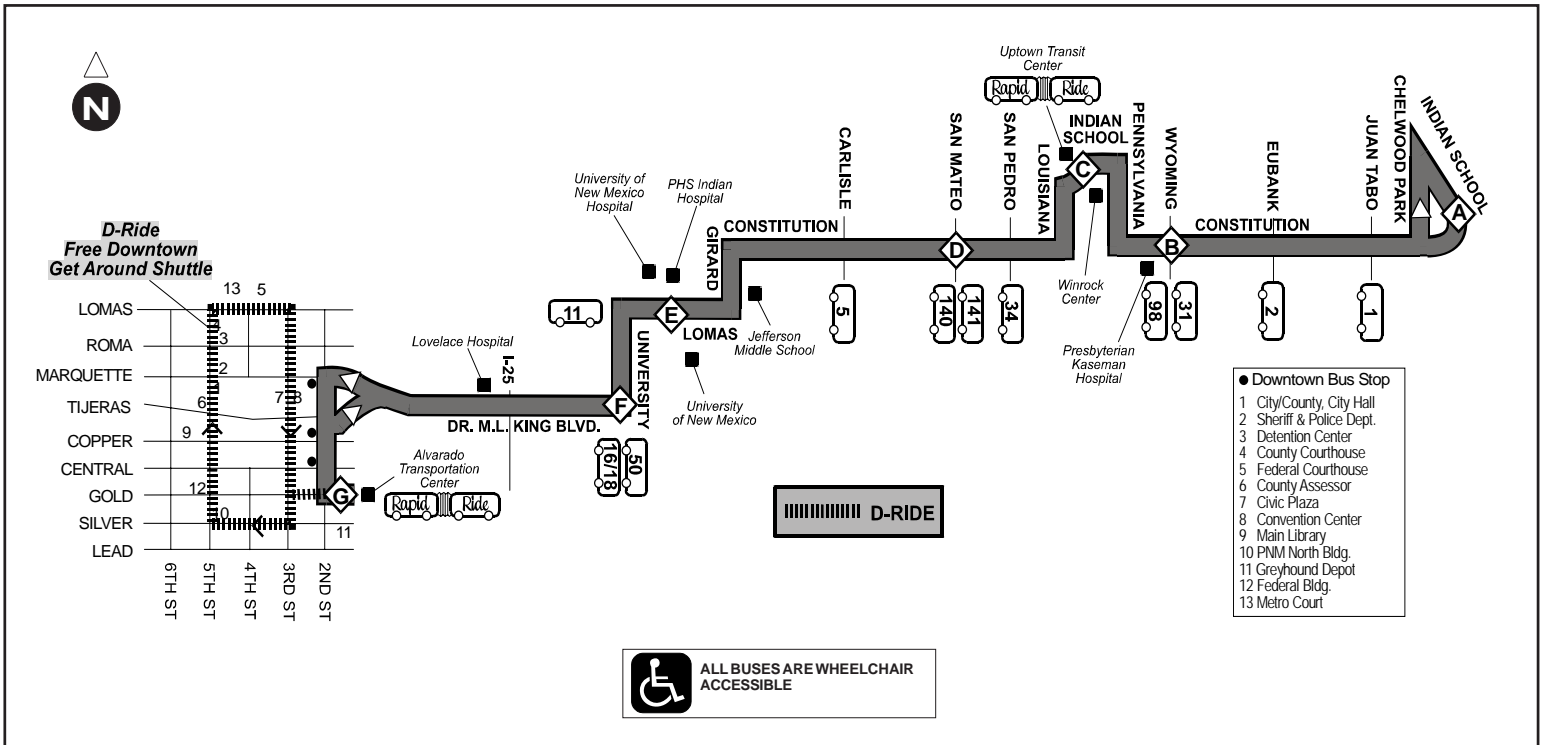 N
D-Ride
Free Downtown
Get Around Shuttle
13 5
LOMAS
ROMA
MARQUETTE
TIJERAS
COPPER
CENTRAL
GOLD
SILVER
LEAD
4
3
2
1
6
7
8
9
12
10
11
6TH ST
5TH ST
4TH ST
3RD ST
2ND ST
G
Alvarado
Transportation
Center
Rapid Ride
Lovelace Hospital
I-25
DR. M.L. KING BLVD.
F
UNIVERSITY
16/18
50
11
University of
New Mexico
Hospital
PHS Indian
Hospital
E
LOMAS
University
of New Mexico
GIRARD
Jefferson
Middle School
CONSTITUTION
CARLISLE
5
SAN MATEO
D
140
141
SAN PEDRO
34
LOUISIANA
Uptown Transit
Center
Rapid Ride
INDIAN
SCHOOL
C
Winrock
Center
PENNSYLVANIA
WYOMING
B
98
31
Presbyterian
Kaseman
Hospital
CONSTITUTION
EUBANK
2
JUAN TABO
1
CHELWOOD PARK
INDIAN SCHOOL
A
D-RIDE
Downtown Bus Stop
1 City/County, City Hall
2 Sheriff & Police Dept.
3 Detention Center
4 County Courthouse
5 Federal Courthouse
6 County Assessor
7 Civic Plaza
8 Convention Center
9 Main Library
10 PNM North Bldg.
11 Greyhound Depot
12 Federal Bldg.
13 Metro Court
ALL BUSES ARE WHEELCHAIR
ACCESSIBLE